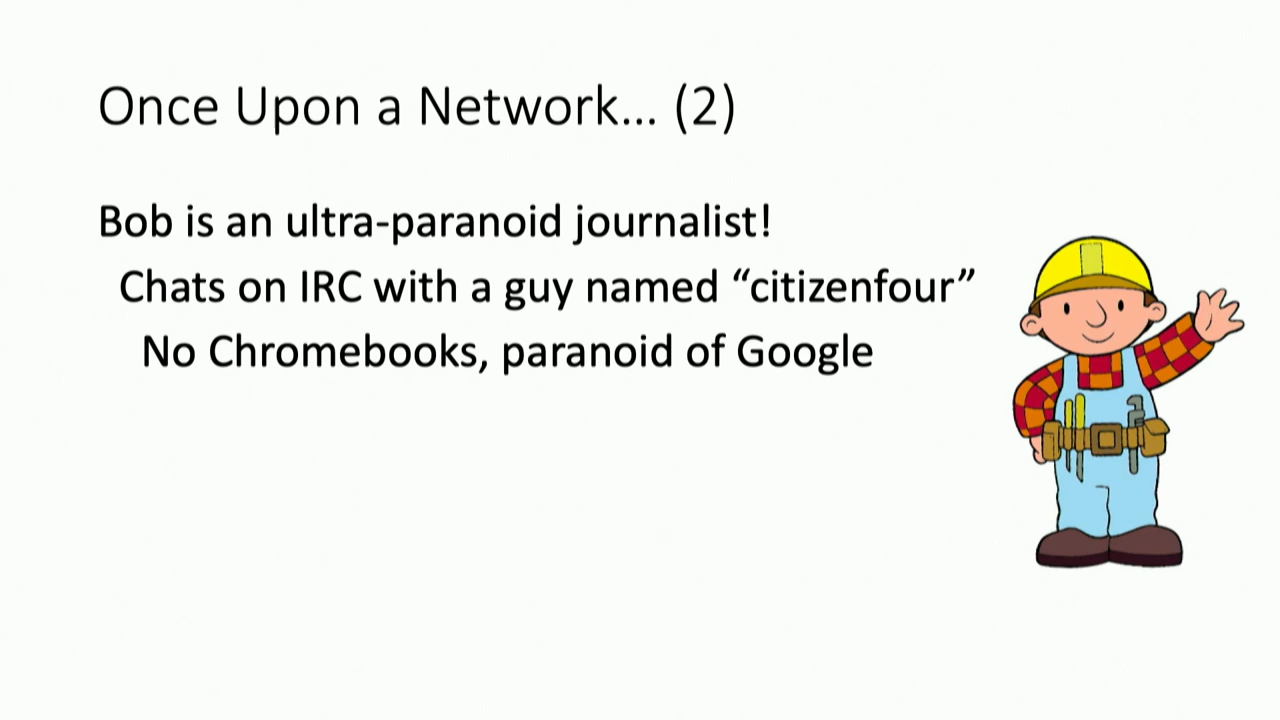 Once Upon a Network... (2)
Bob is an ultra-paranoid journalist!
Chats on IRC with a guy named “citizenfour”
No Chromebooks, paranoid of Google